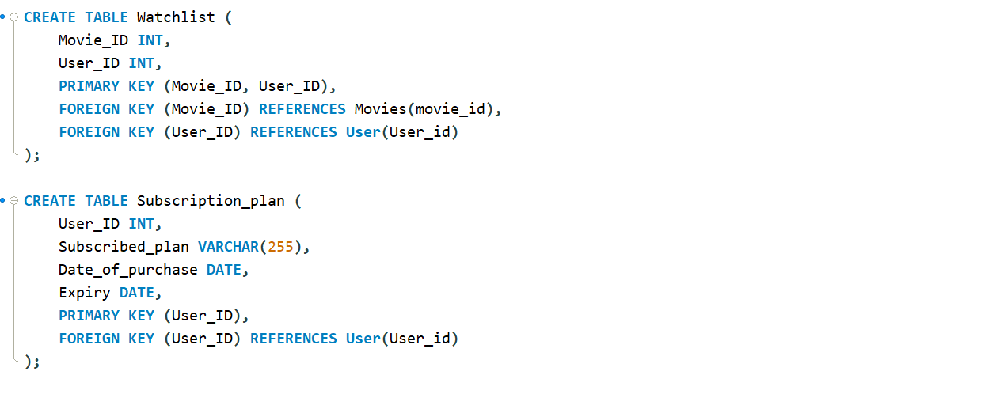 CREATE TABLE Watchlist (
    Movie_ID INT,
    User_ID INT,
    PRIMARY KEY (Movie_ID, User_ID),
    FOREIGN KEY (Movie_ID) REFERENCES Movies(movie_id),
    FOREIGN KEY (User_ID) REFERENCES User(User_id)
);
CREATE TABLE Subscription_plan (
    User_ID INT,
    Subscribed_plan VARCHAR(255),
    Date_of_purchase DATE,
    Expiry DATE,
    PRIMARY KEY (User_ID),
    FOREIGN KEY (User_ID) REFERENCES User(User_id)
);